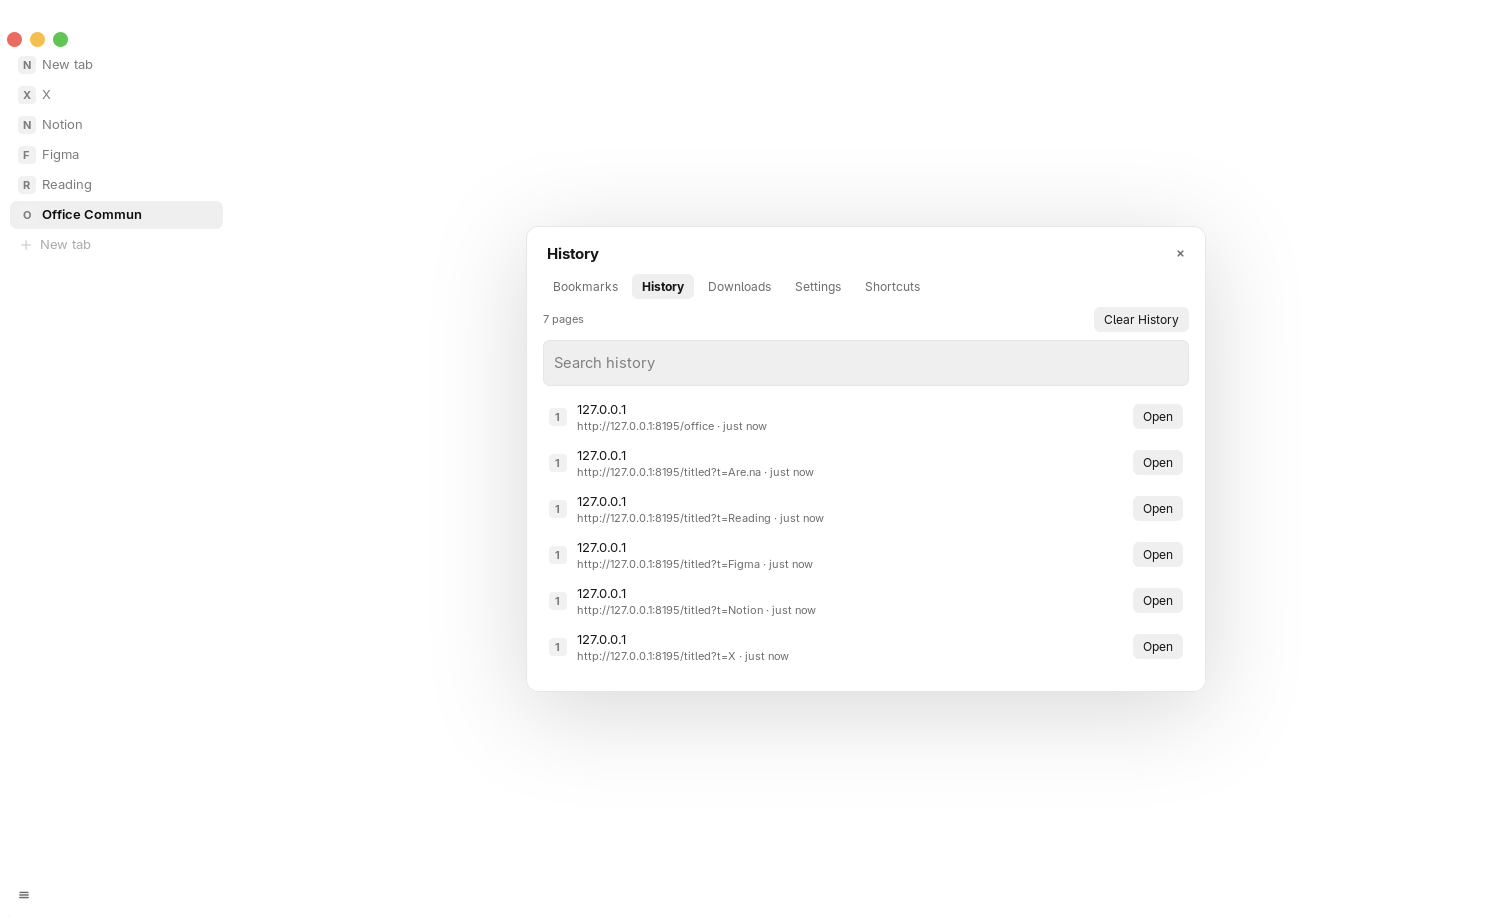 N New tab
X X
N Notion
F Figma
R Reading
O Office Commun
+ New tab
History
×
Bookmarks History Downloads Settings Shortcuts
7 pages Clear History
Search history
1 127.0.0.1
http://127.0.0.1:8195/office · just now
Open
1 127.0.0.1
http://127.0.0.1:8195/titled?t=Are.na · just now
Open
1 127.0.0.1
http://127.0.0.1:8195/titled?t=Reading · just now
Open
1 127.0.0.1
http://127.0.0.1:8195/titled?t=Figma · just now
Open
1 127.0.0.1
http://127.0.0.1:8195/titled?t=Notion · just now
Open
1 127.0.0.1
http://127.0.0.1:8195/titled?t=X · just now
Open